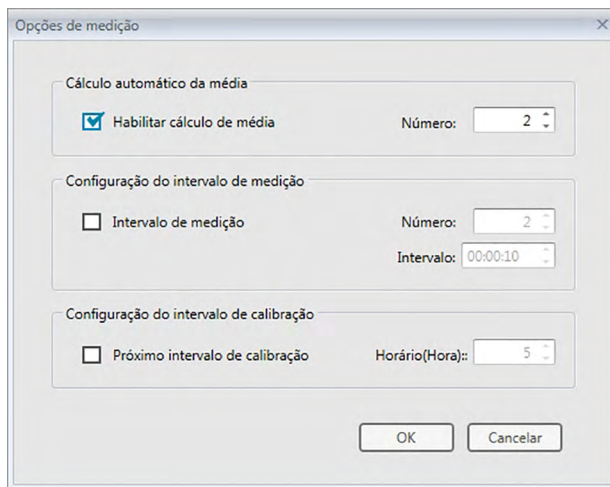 Opções de medição
Cálculo automático da média
Habilitar cálculo de média Número: 2
Configuração do intervalo de medição
Intervalo de medição Número: 2
Intervalo: 00:00:10
Configuração do intervalo de calibração
Próximo intervalo de calibração Horário(Hora):: 5
OK Cancelar